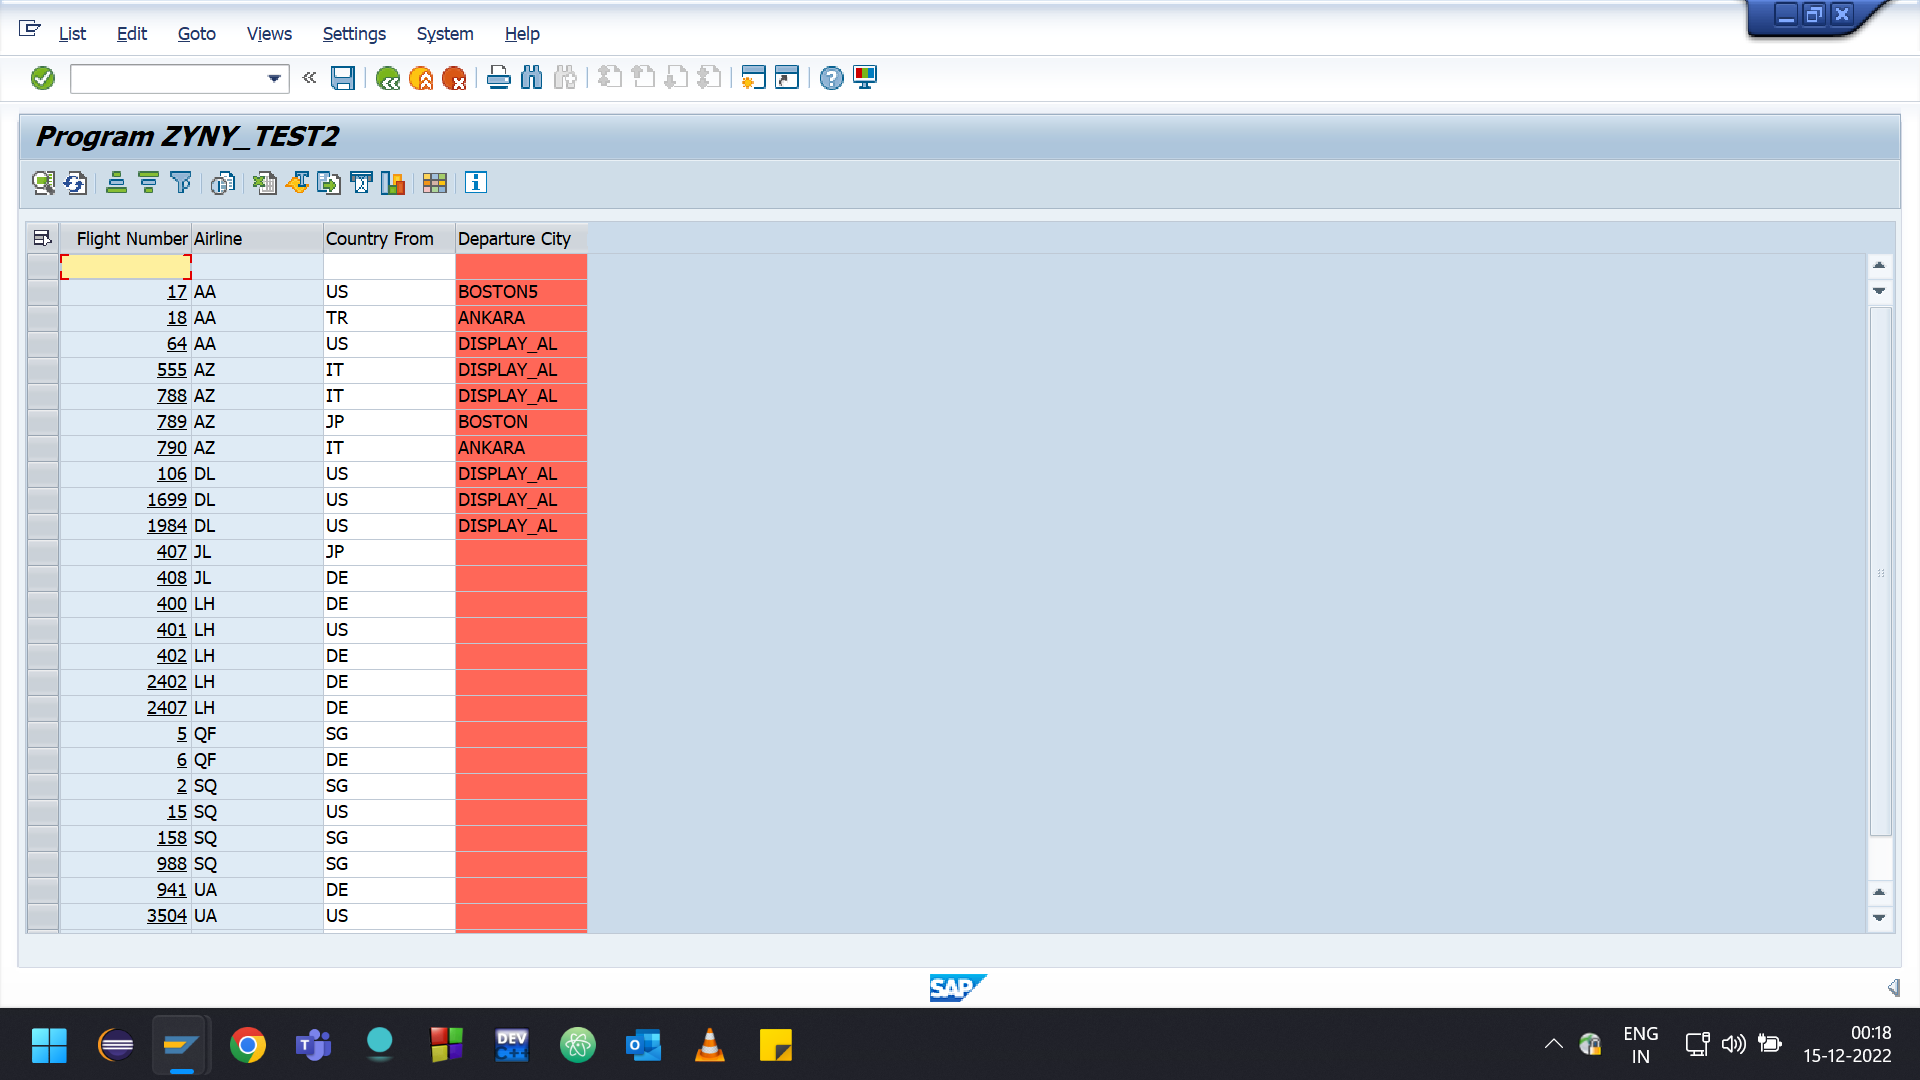 List Edit Goto Views Settings System Help
Program ZYNY_TEST2
Flight Number Airline Country From Departure City
17 AA US BOSTON5
18 AA TR ANKARA
64 AA US DISPLAY_AL
555 AZ IT DISPLAY_AL
788 AZ IT DISPLAY_AL
789 AZ JP BOSTON
790 AZ IT ANKARA
106 DL US DISPLAY_AL
1699 DL US DISPLAY_AL
1984 DL US DISPLAY_AL
407 JL JP
408 JL DE
400 LH DE
401 LH US
402 LH DE
2402 LH DE
2407 LH DE
5 QF SG
6 QF DE
2 SQ SG
15 SQ US
158 SQ SG
988 SQ SG
941 UA DE
3504 UA US
SAP
DEV C++
ENG 00:18
IN 15-12-2022